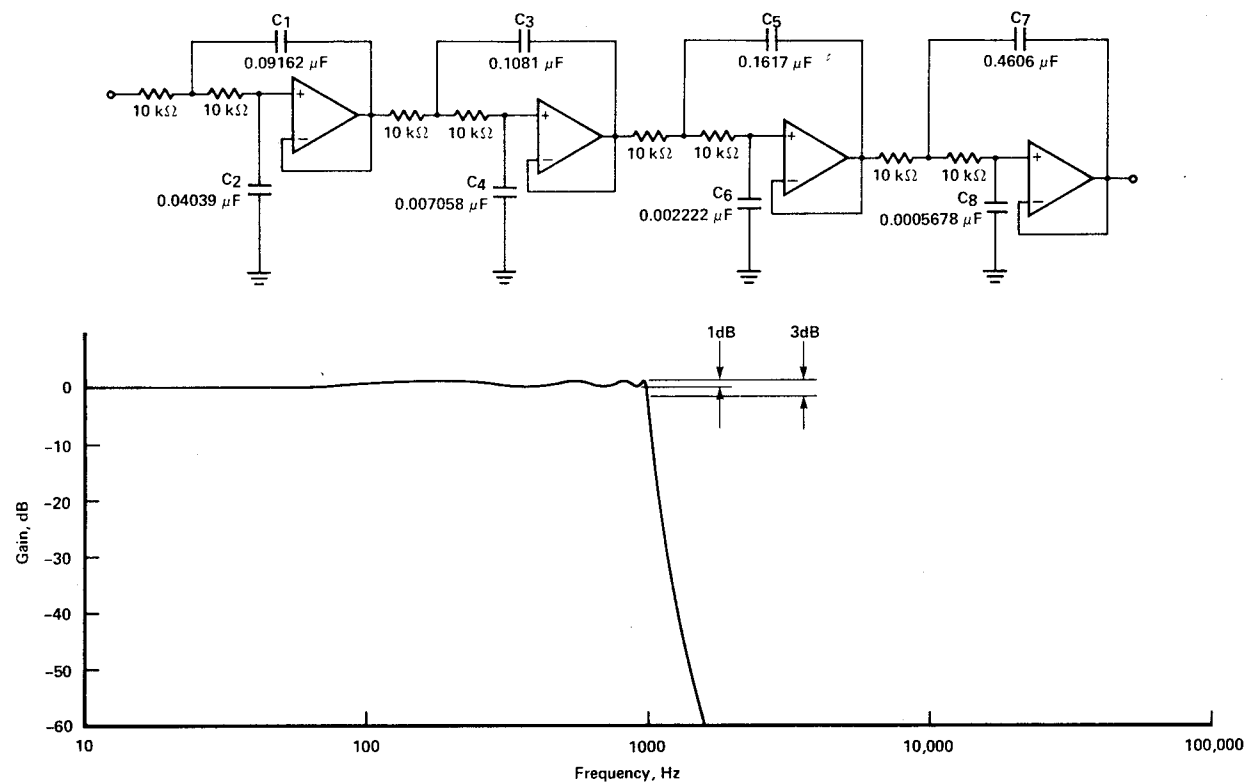 C1
0.09162 μF
C3
0.1081 μF
C5
0.1617 μF
C7
0.4606 μF
10 kΩ
10 kΩ
+
−
C2
0.04039 μF
10 kΩ
10 kΩ
+
−
C4
0.007058 μF
10 kΩ
10 kΩ
+
−
C6
0.002222 μF
10 kΩ
10 kΩ
+
−
C8
0.0005678 μF
1dB
3dB
0
−10
−20
−30
−40
−50
−60
Gain, dB
10
100
1000
10,000
100,000
Frequency, Hz